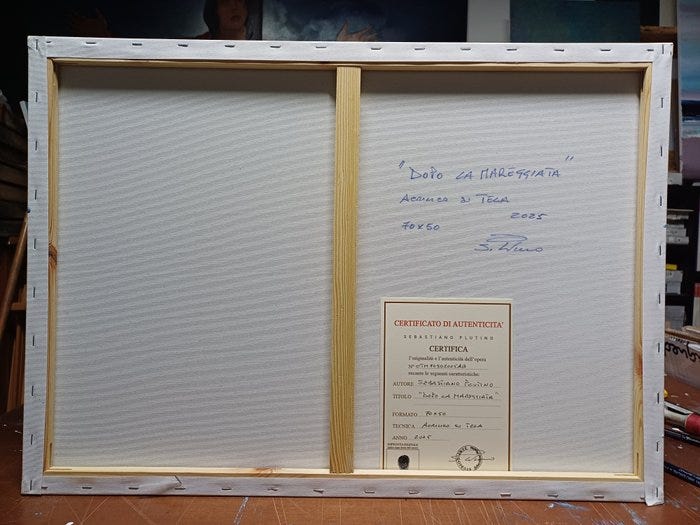 "DOPO LA MAREGGIATA"
ACRILICO SU TELA
2025
70x50
CERTIFICATO DI AUTENTICITA'
SEBASTIANO PLUTINO
CERTIFICA
l'originalità e l'autenticità dell'opera
N°
avente le seguenti caratteristiche:
AUTORE SEBASTIANO PLUTINO
TITOLO "DOPO LA MAREGGIATA"
FORMATO 70x50
TECNICA ACRILICO SU TELA
ANNO 2025